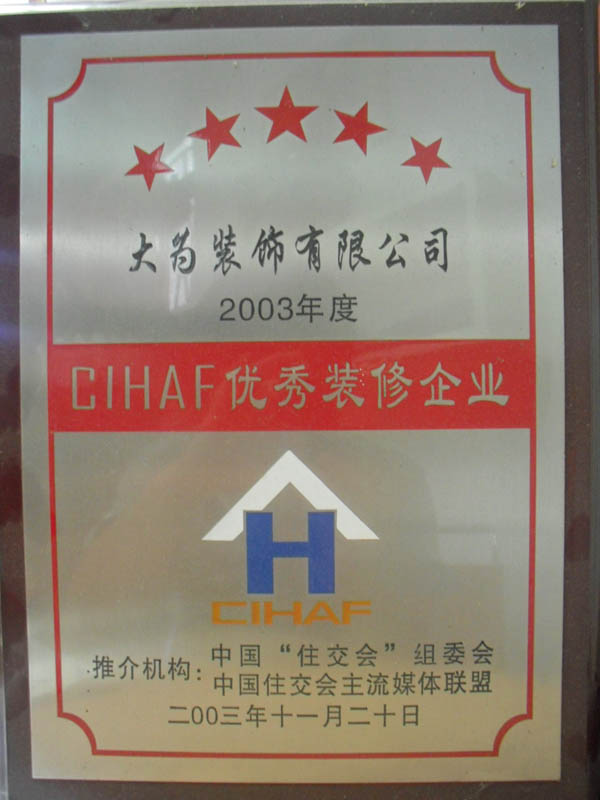 大为装饰有限公司
2003年度
CIHAF优秀装修企业
H
CIHAF
推介机构：中国“住交会”组委会
中国住交会主流媒体联盟
二00三年十一月二十日